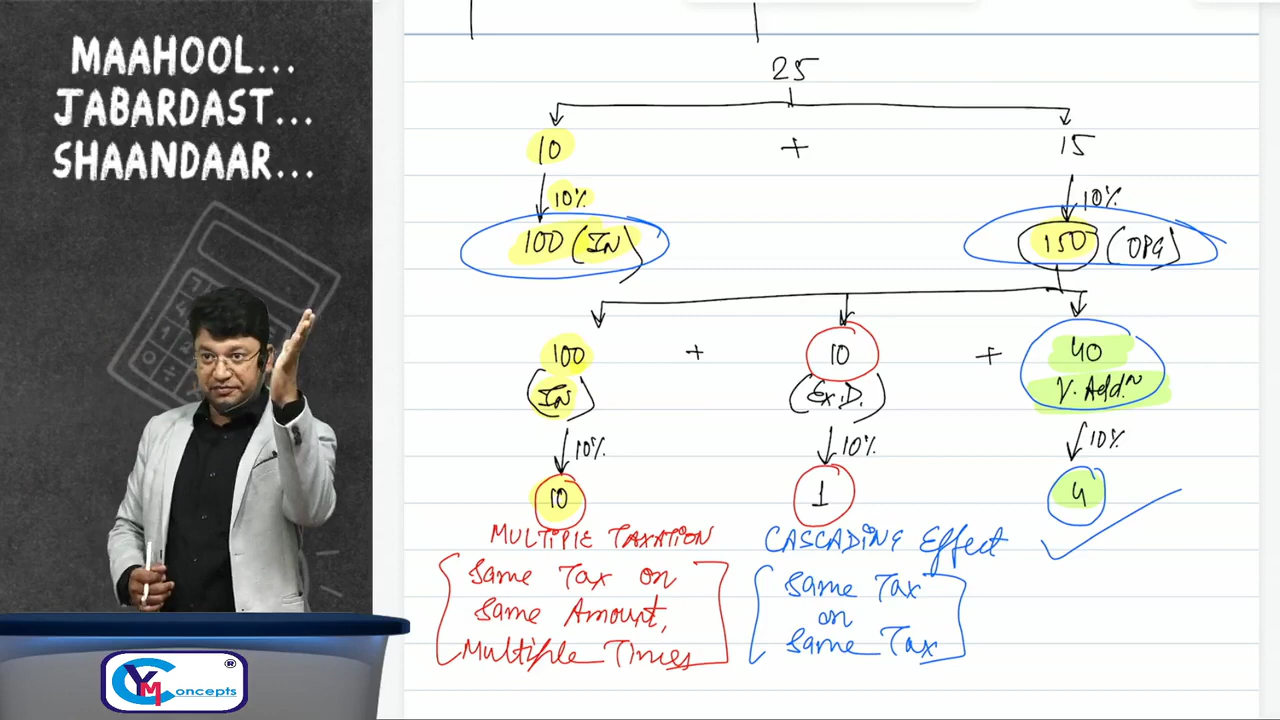 MAAHOOL...
JABARDAST...
SHAANDAAR...
25
10 + 15
10% 10%
100 (IN) 150 (OPG)
100 + 10 + 40
(IN) (Ex.D.) V. Addn
10% 10% 10%
10 1 4
MULTIPLE TAXATION CASCADING Effect
Same Tax on
Same Amount,
Multiple Times
Same Tax
on
Same Tax
CYM Concepts ®